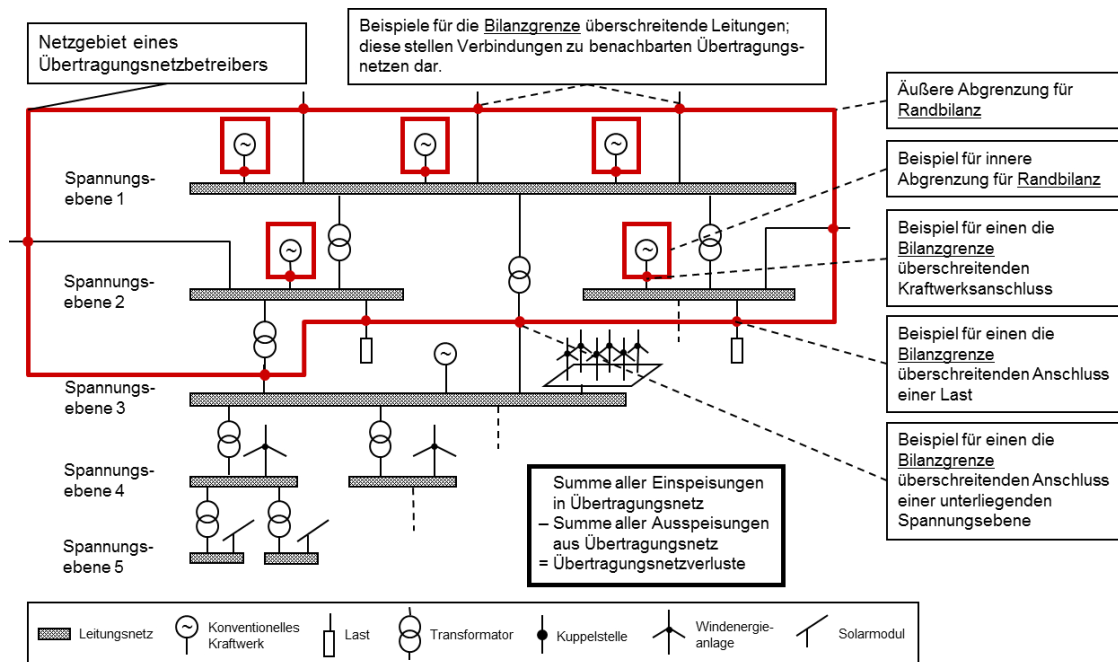 Netzgebiet eines
Übertragungsnetzbetreibers
Beispiele für die Bilanzgrenze überschreitende Leitungen;
diese stellen Verbindungen zu benachbarten Übertragungs-
netzen dar.
Äußere Abgrenzung für
Randbilanz
Beispiel für innere
Abgrenzung für Randbilanz
Beispiel für einen die
Bilanzgrenze
überschreitenden
Kraftwerksanschluss
Beispiel für einen die
Bilanzgrenze
überschreitenden Anschluss
einer Last
Beispiel für einen die
Bilanzgrenze
überschreitenden Anschluss
einer unterliegenden
Spannungsebene
Spannungs-
ebene 1
Spannungs-
ebene 2
Spannungs-
ebene 3
Spannungs-
ebene 4
Spannungs-
ebene 5
Summe aller Einspeisungen
in Übertragungsnetz
– Summe aller Ausspeisungen
aus Übertragungsnetz
= Übertragungsnetzverluste
Leitungsnetz
Konventionelles
Kraftwerk
Last
Transformator
Kuppelstelle
Windenergie-
anlage
Solarmodul